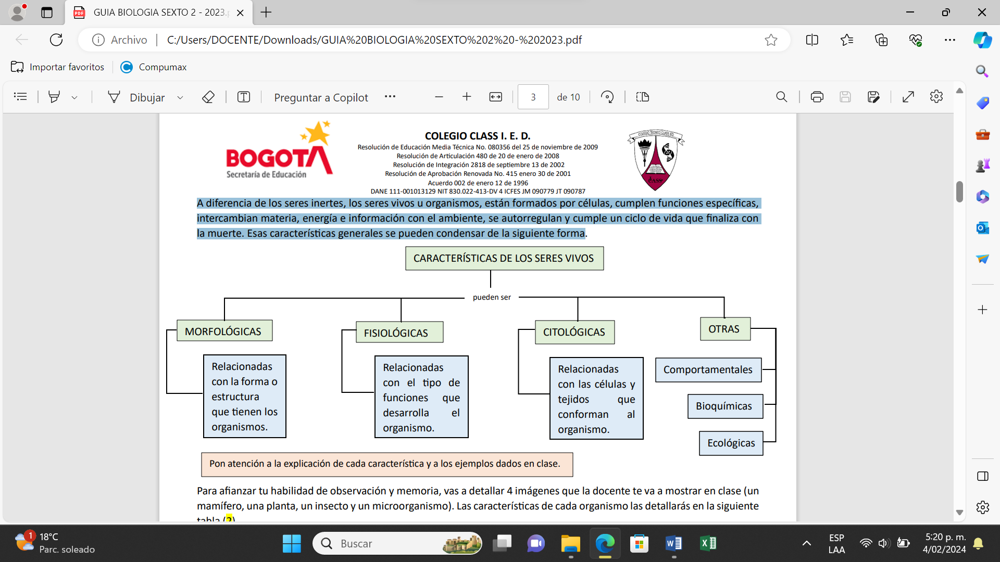 GUIA BIOLOGIA SEXTO 2 - 2023.
Archivo
C:/Users/DOCENTE/Downloads/GUIA%20BIOLOGIA%20SEXTO%202%20-%202023.pdf
Importar favoritos
Compumax
Dibujar
Preguntar a Copilot
3
de 10
BOGOTA
Secretaría de Educación
COLEGIO CLASS I. E. D.
Resolución de Educación Media Técnica No. 080356 del 25 de noviembre de 2009
Resolución de Articulación 480 de 20 de enero de 2008
Resolución de Integración 2818 de septiembre 13 de 2002
Resolución de Aprobación Renovada No. 415 enero 30 de 2001
Acuerdo 002 de enero 12 de 1996
DANE 111-001013129 NIT 830.022-413-DV 4 ICFES JM 090779 JT 090787
COLEGIO TECNICO CLASS IED
CLASS
A diferencia de los seres inertes, los seres vivos u organismos, están formados por células, cumplen funciones específicas,
intercambian materia, energía e información con el ambiente, se autorregulan y cumple un ciclo de vida que finaliza con
la muerte. Esas características generales se pueden condensar de la siguiente forma.
CARACTERÍSTICAS DE LOS SERES VIVOS
pueden ser
MORFOLÓGICAS
Relacionadas
con la forma o
estructura
que tienen los
organismos.
FISIOLÓGICAS
Relacionadas
con el tipo de
funciones que
desarrolla el
organismo.
CITOLÓGICAS
Relacionadas
con las células y
tejidos que
conforman al
organismo.
OTRAS
Comportamentales
Bioquímicas
Ecológicas
Pon atención a la explicación de cada característica y a los ejemplos dados en clase.
Para afianzar tu habilidad de observación y memoria, vas a detallar 4 imágenes que la docente te va a mostrar en clase (un
mamífero, una planta, un insecto y un microorganismo). Las características de cada organismo las detallarás en la siguiente
tabla (2)
1
18°C
Parc. soleado
Buscar
ESP
LAA
5:20 p. m.
4/02/2024